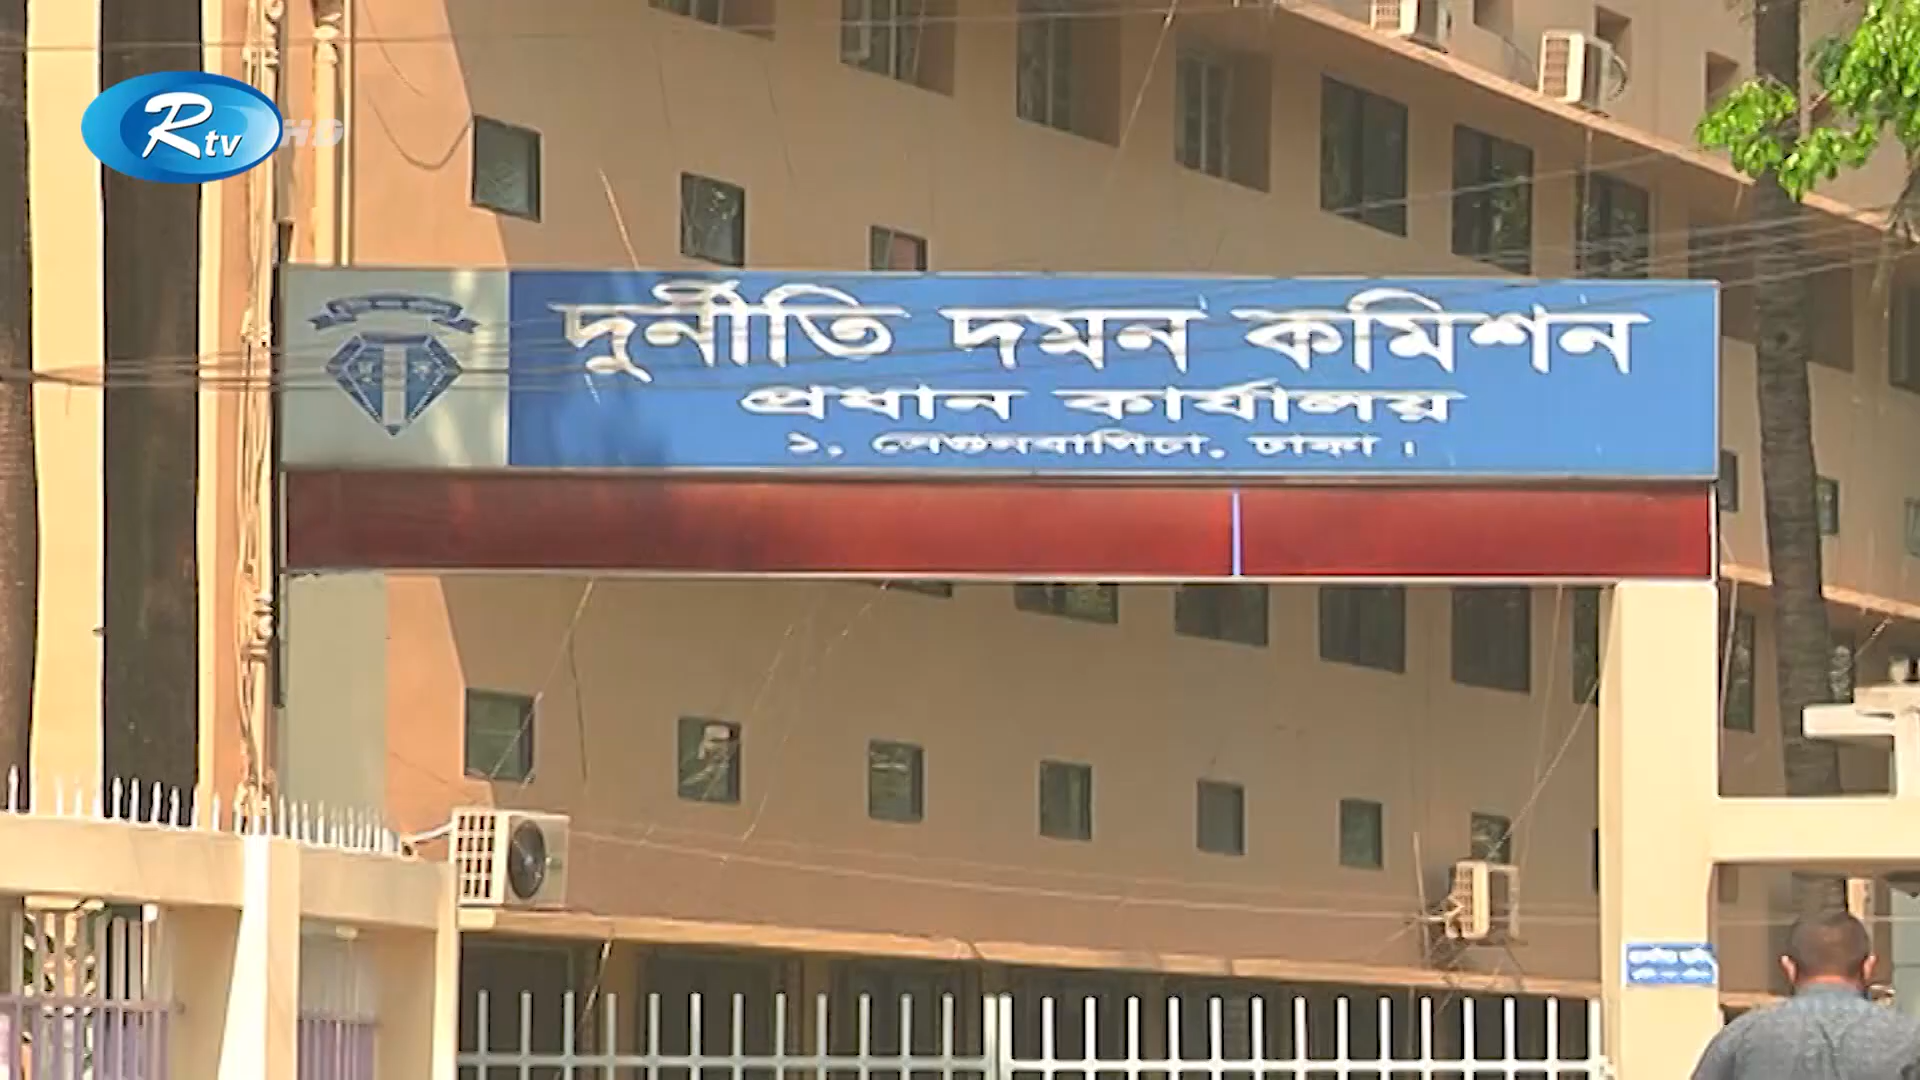 Rtv HD
দুর্নীতি দমন কমিশন
প্রধান কার্যালয়
১, সেগুনবাগিচা, ঢাকা।